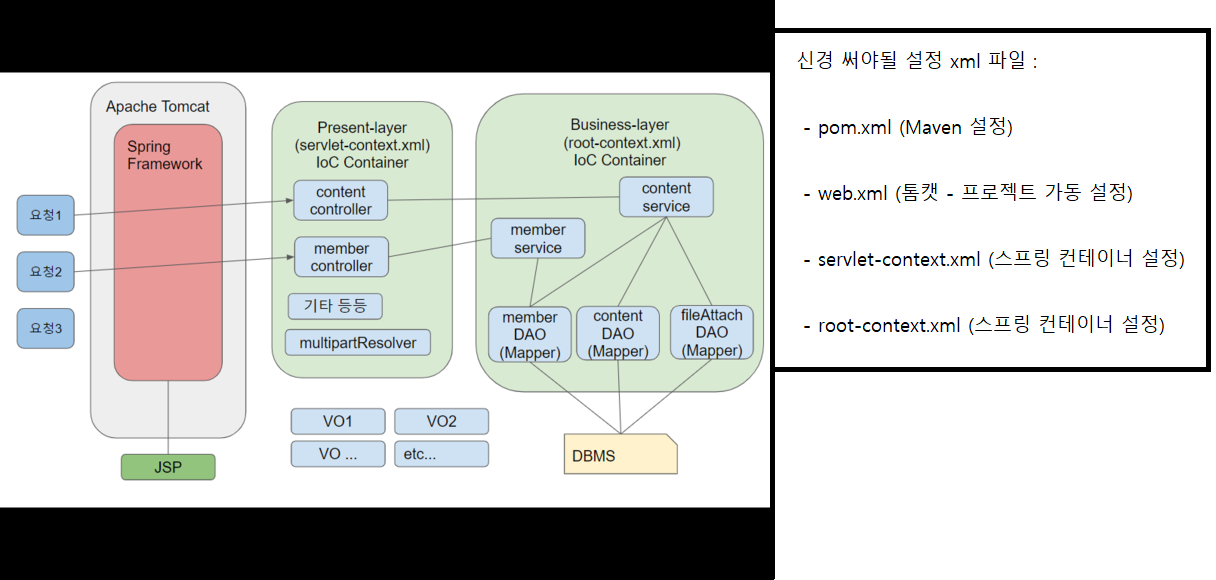 Apache Tomcat
Spring
Framework
요청1
요청2
요청3
JSP
Present-layer
(servlet-context.xml)
IoC Container
content
controller
member
controller
기타 등등
multipartResolver
VO1
VO2
VO ...
etc...
Business-layer
(root-context.xml)
IoC Container
content
service
member
service
member
DAO
(Mapper)
content
DAO
(Mapper)
fileAttach
DAO
(Mapper)
DBMS
신경 써야될 설정 xml 파일 :
- pom.xml (Maven 설정)
- web.xml (톰캣 - 프로젝트 가동 설정)
- servlet-context.xml (스프링 컨테이너 설정)
- root-context.xml (스프링 컨테이너 설정)